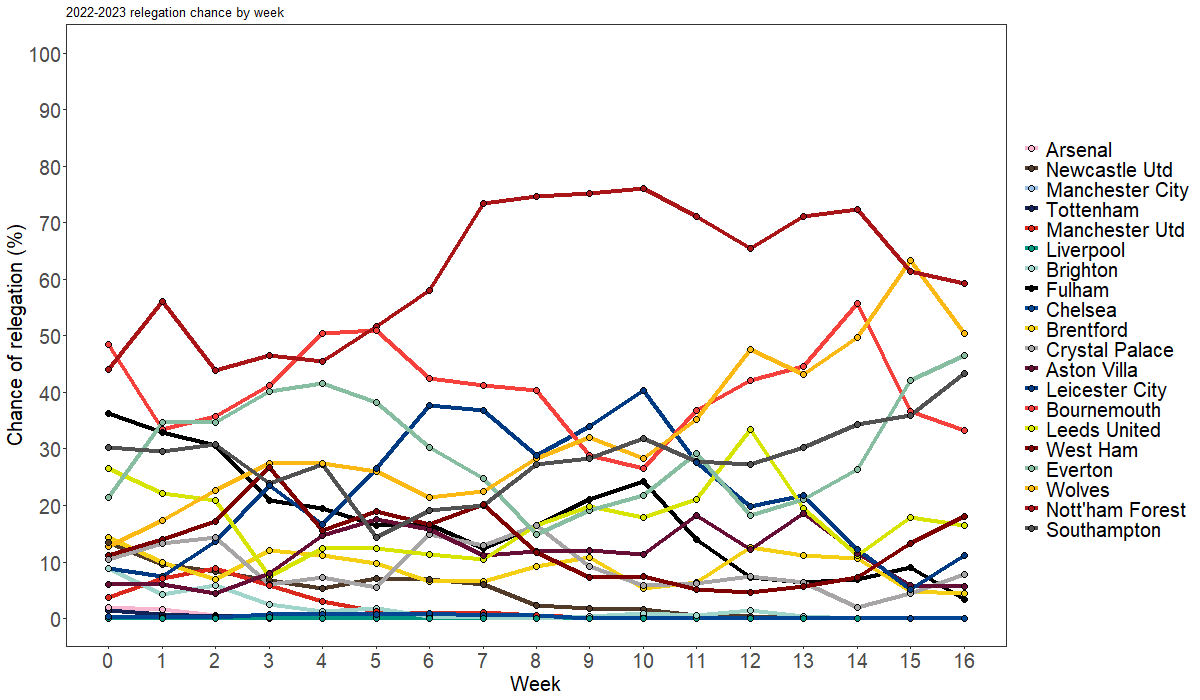 2022-2023 relegation chance by week
Chance of relegation (%)
100
90
80
70
60
50
40
30
20
10
0
0 1 2 3 4 5 6 7 8 9 10 11 12 13 14 15 16
Week
Arsenal
Newcastle Utd
Manchester City
Tottenham
Manchester Utd
Liverpool
Brighton
Fulham
Chelsea
Brentford
Crystal Palace
Aston Villa
Leicester City
Bournemouth
Leeds United
West Ham
Everton
Wolves
Nott'ham Forest
Southampton